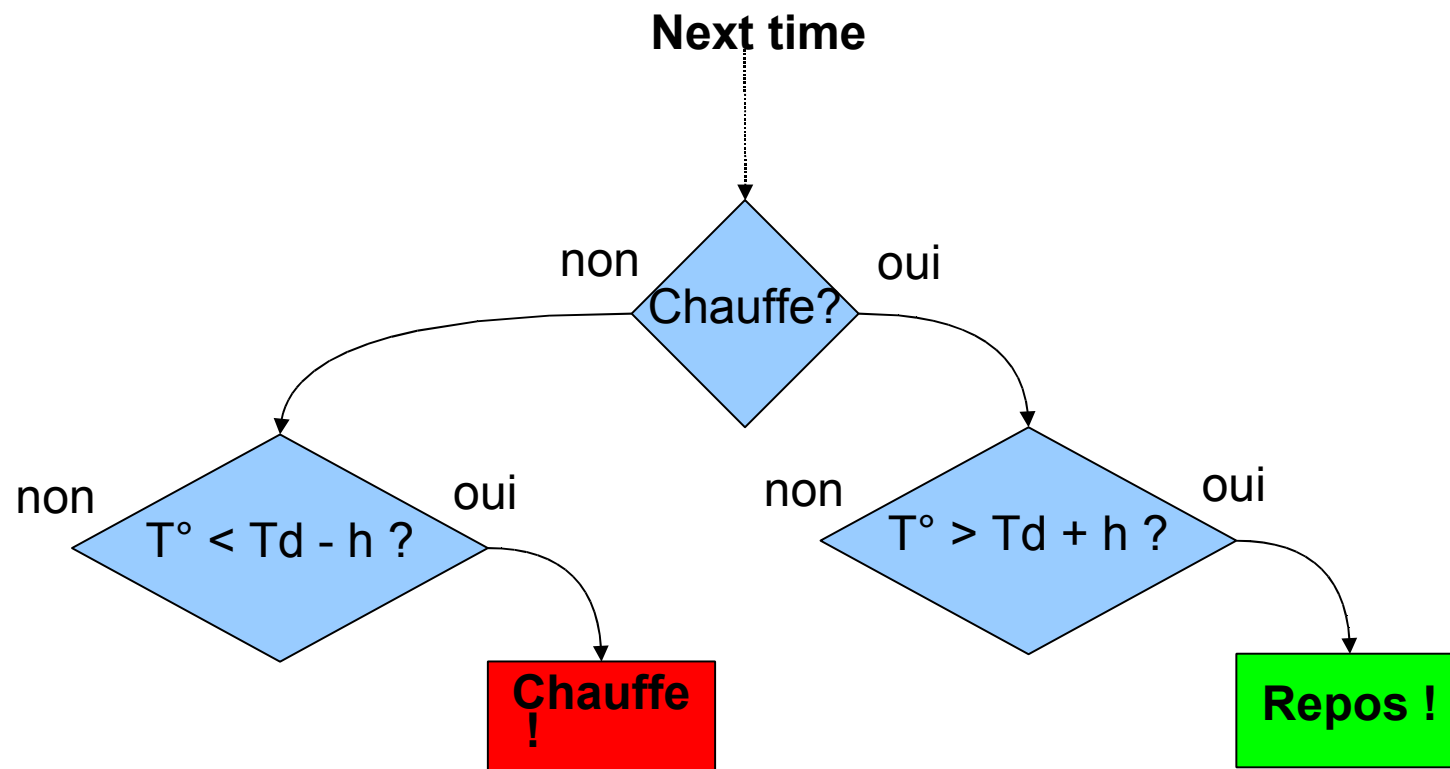 Next time
non
oui
Chauffe?
non
oui
T° < Td - h ?
non
oui
T° > Td + h ?
Chauffe
!
Repos !